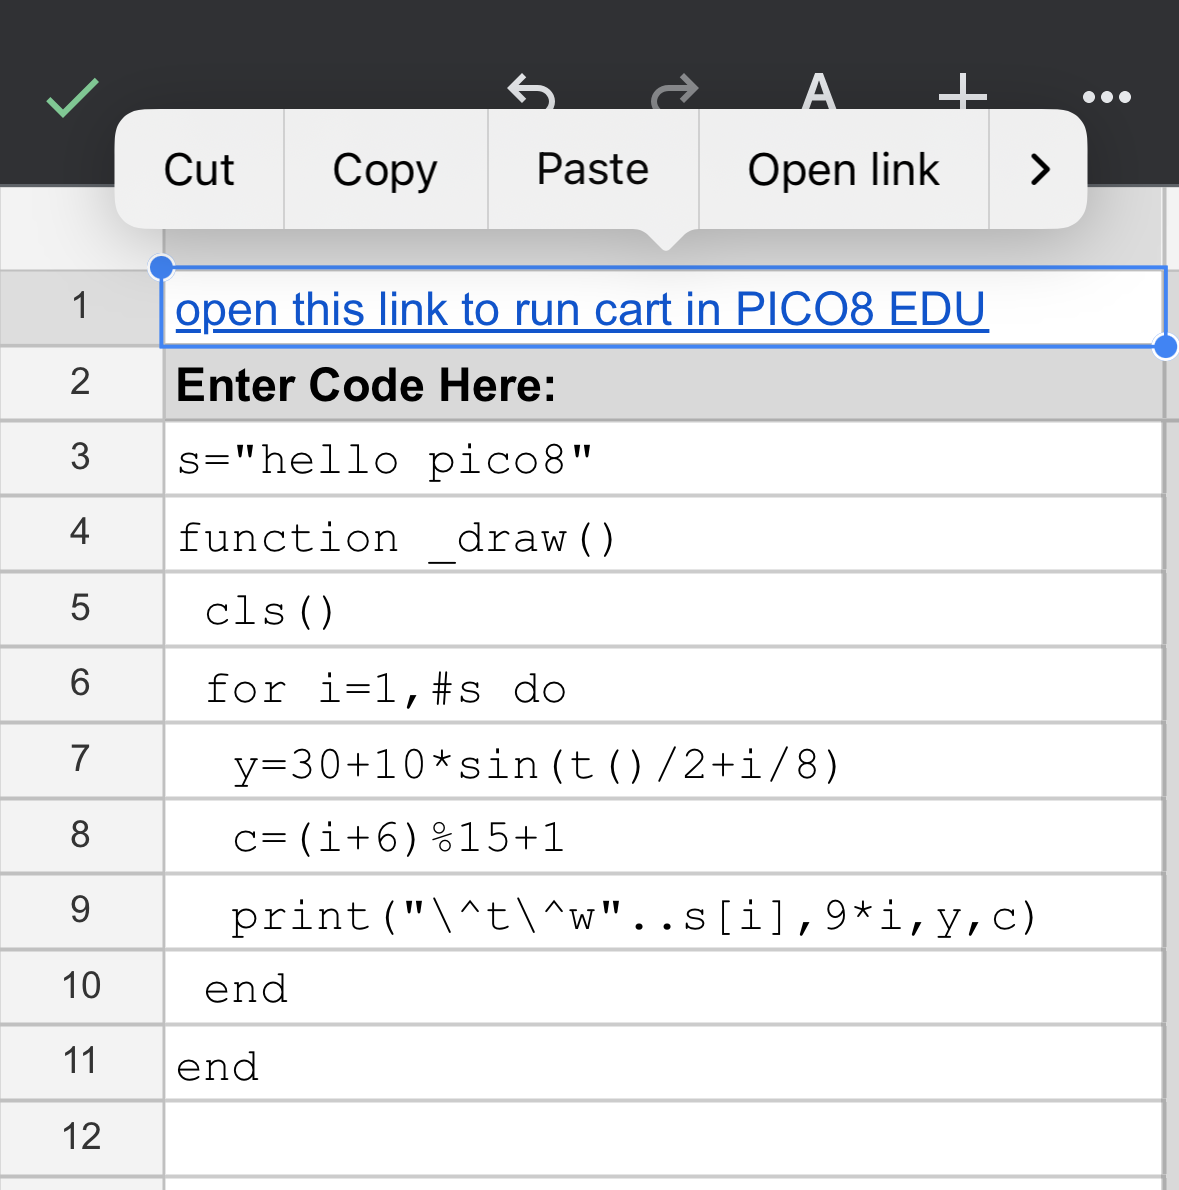 Cut Copy Paste Open link
1 open this link to run cart in PICO8 EDU
2 Enter Code Here:
3 s="hello pico8"
4 function _draw()
5  cls()
6  for i=1,#s do
7   y=30+10*sin(t()/2+i/8)
8   c=(i+6)%15+1
9   print("\^t\^w"..s[i],9*i,y,c)
10  end
11 end
12